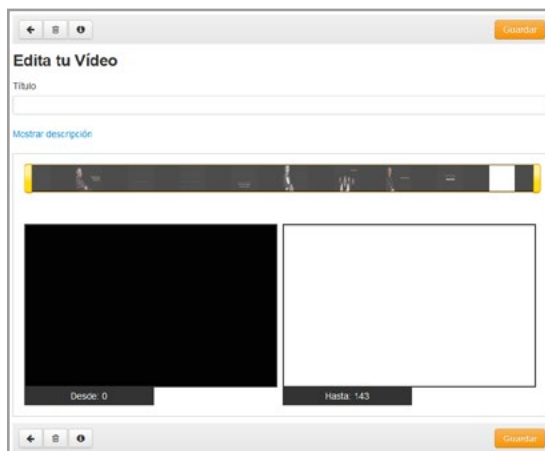 Guardar
Edita tu Vídeo
Título
Mostrar descripción
Desde: 0
Hasta: 143
Guardar